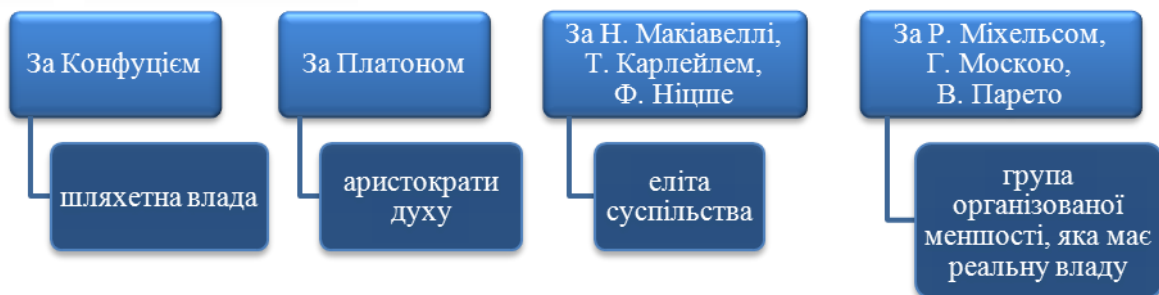 За Конфуцієм
шляхетна влада
За Платоном
аристократи
духу
За Н. Макіавеллі,
Т. Карлейлем,
Ф. Ніцше
еліта
суспільства
За Р. Міхельсом,
Г. Москою,
В. Парето
група
організованої
меншості, яка має
реальну владу